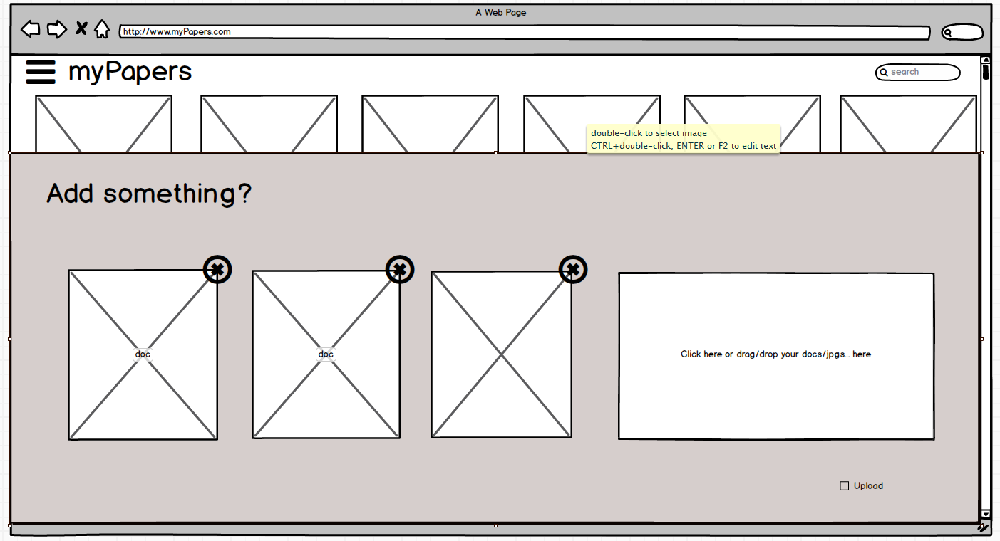 A Web Page
http://www.myPapers.com
myPapers
search
double-click to select image
CTRL+double-click, ENTER or F2 to edit text
Add something?
doc
doc
Click here or drag/drop your docs/jpgs... here
Upload